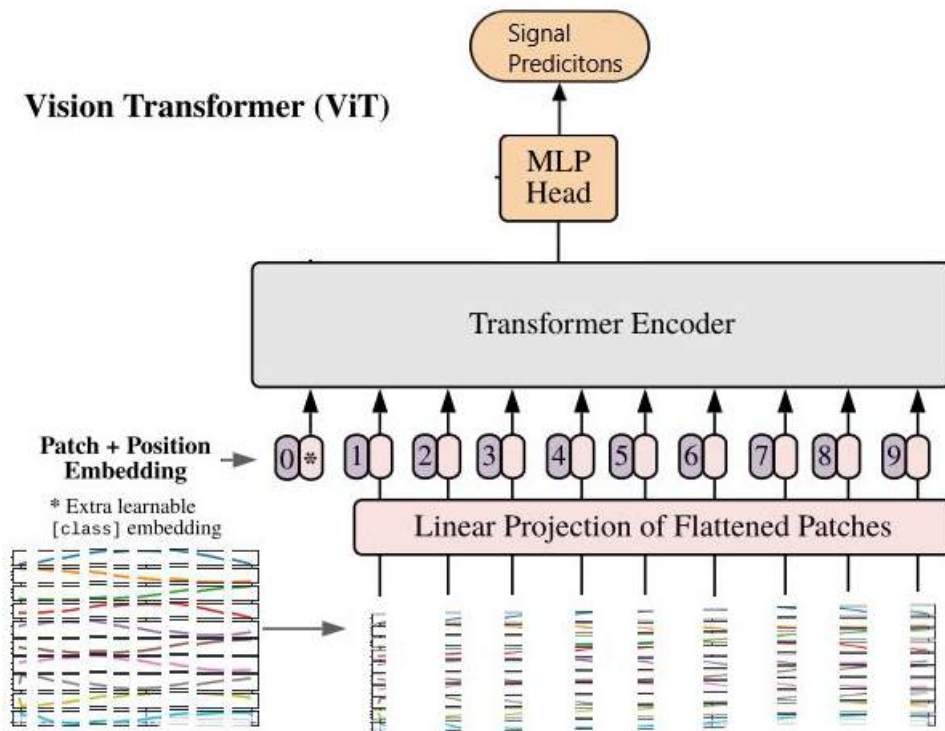 Signal
Predicitons
Vision Transformer (ViT)
MLP
Head
Transformer Encoder
Patch + Position
Embedding
0 * 1 2 3 4 5 6 7 8 9
* Extra learnable
[class] embedding
Linear Projection of Flattened Patches